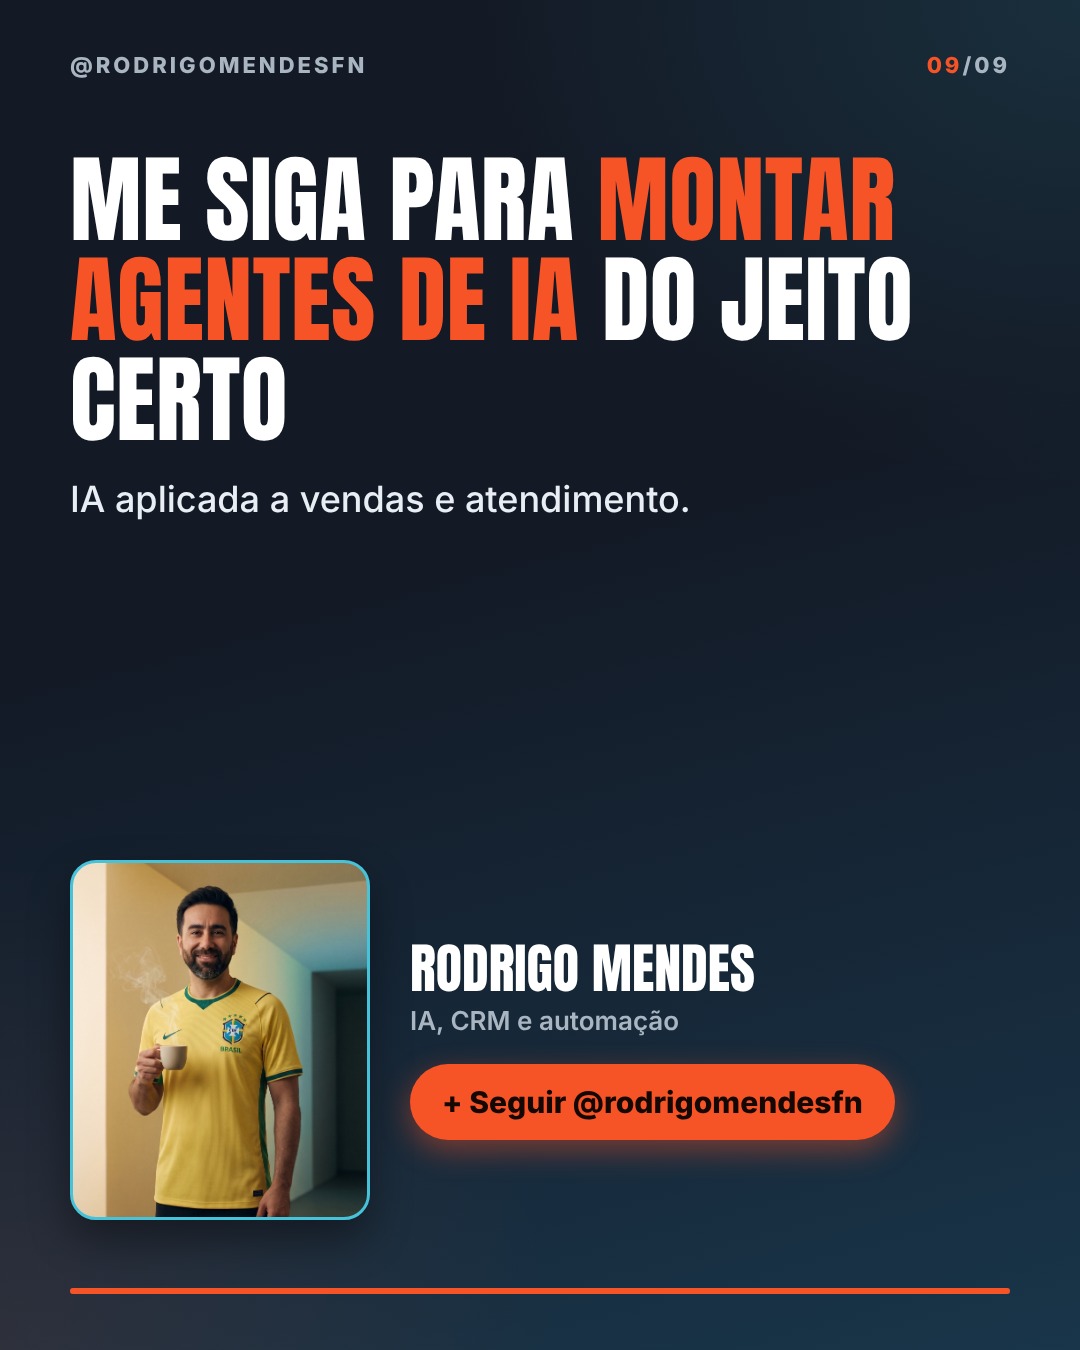 @RODRIGOMENDESFN
09/09
ME SIGA PARA MONTAR
AGENTES DE IA DO JEITO
CERTO
IA aplicada a vendas e atendimento.
BRASIL
RODRIGO MENDES
IA, CRM e automação
+ Seguir @rodrigomendesfn